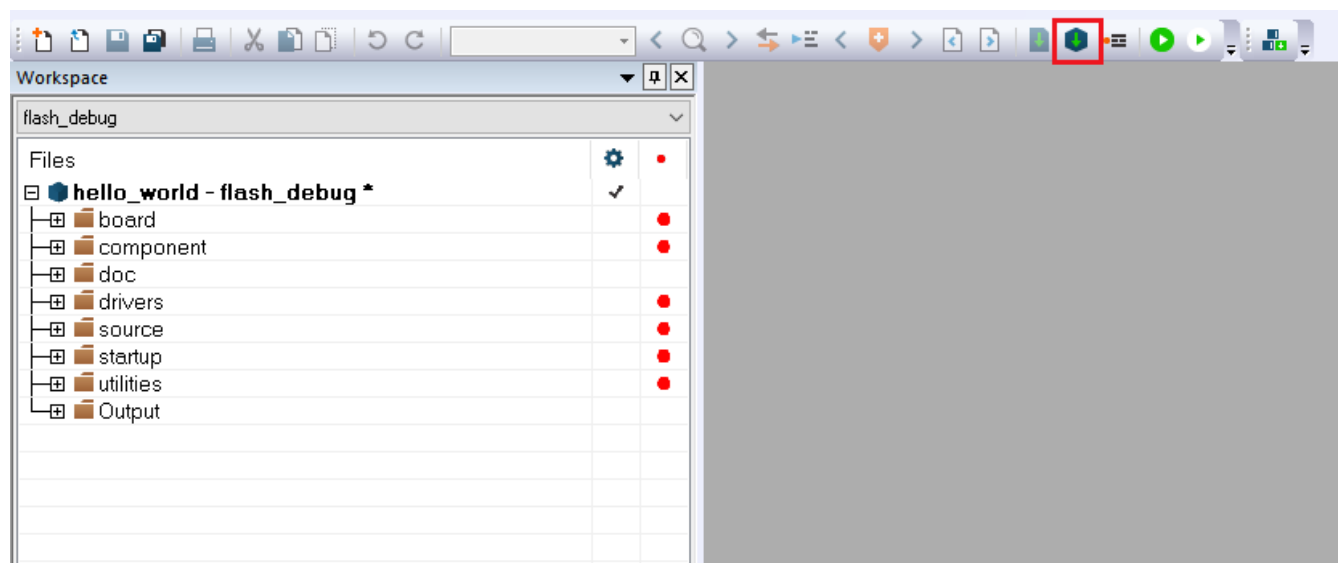 Workspace
flash_debug
Files
hello_world - flash_debug *
board
component
doc
drivers
source
startup
utilities
Output